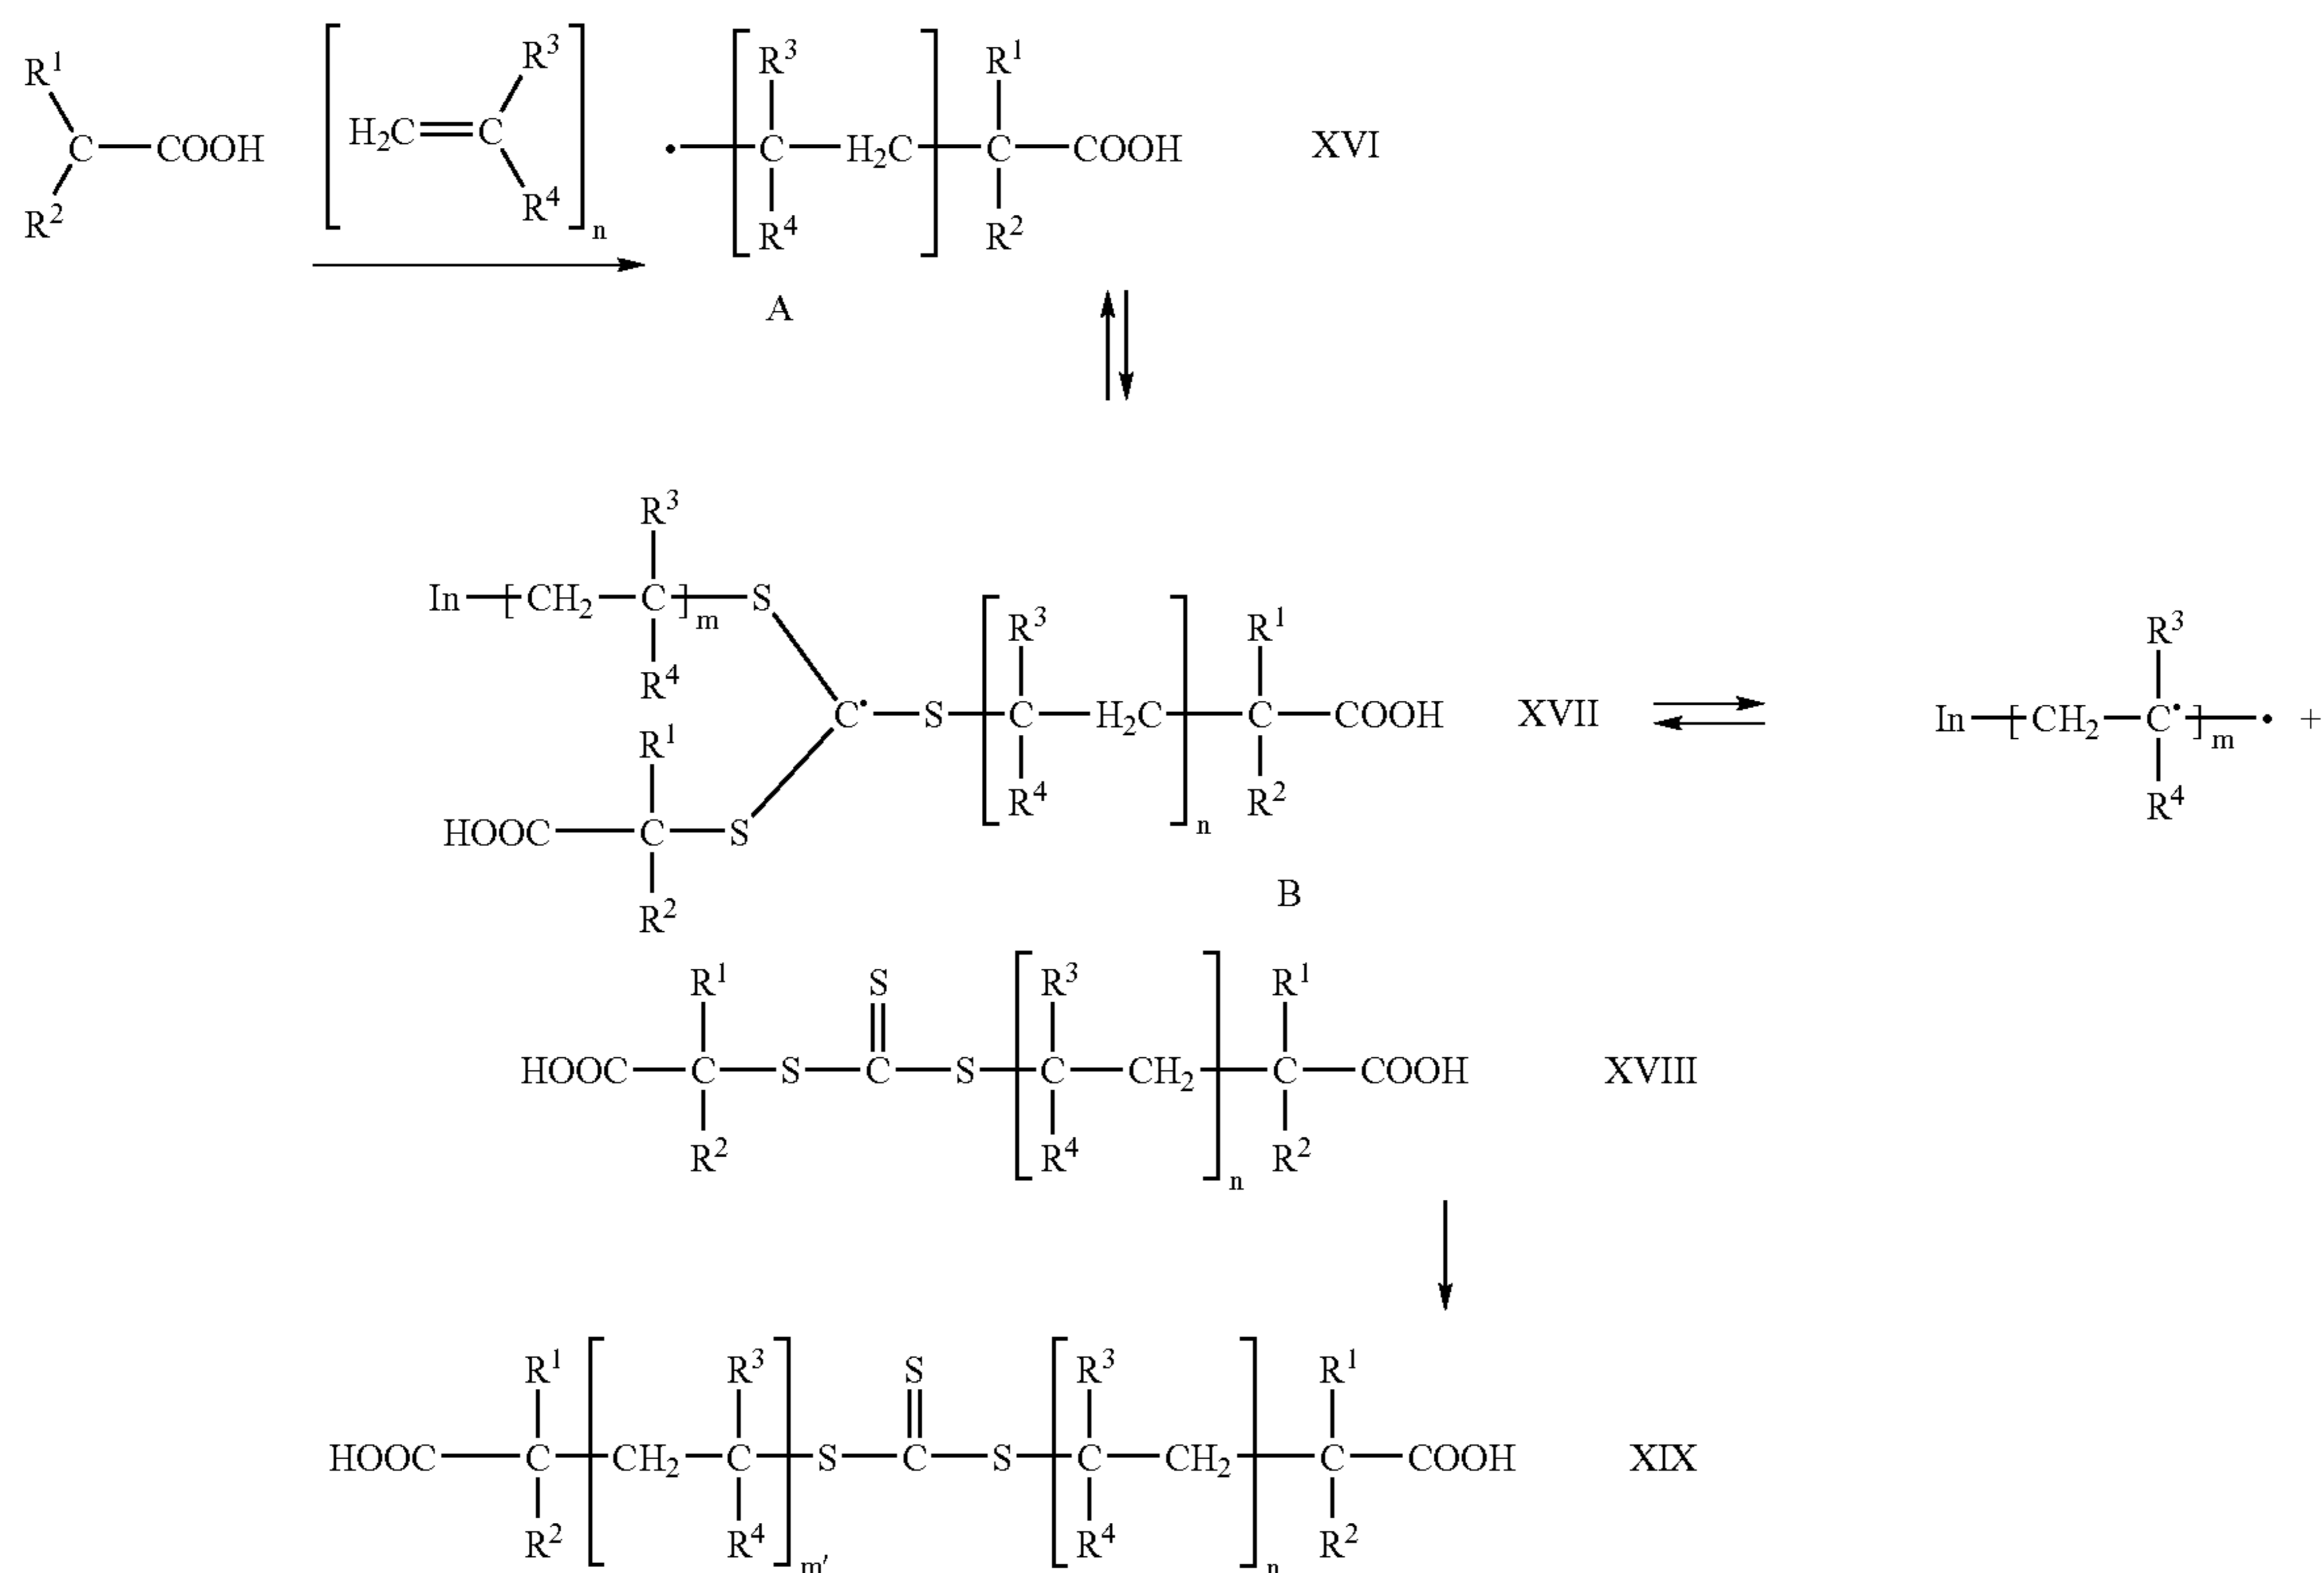 R1 R3 R3 R1
C—COOH H2C=C n •—C—H2C—C—COOH XVI
R2 R4 R4 R2
A
R3
In—[CH2—C]m—S R3 R1 R3
R4 C•—S—C—H2C—C—COOH XVII In—[CH2—C•]m—• +
R1 R4 n R2 R4
HOOC—C—S
R2 B
R1 S R3 R1
HOOC—C—S—C—S—C—CH2—C—COOH XVIII
R2 R4 n R2
R1 R3 S R3 R1
HOOC—C—CH2—C—S—C—S—C—CH2—C—COOH XIX
R2 R4 m' R4 n R2